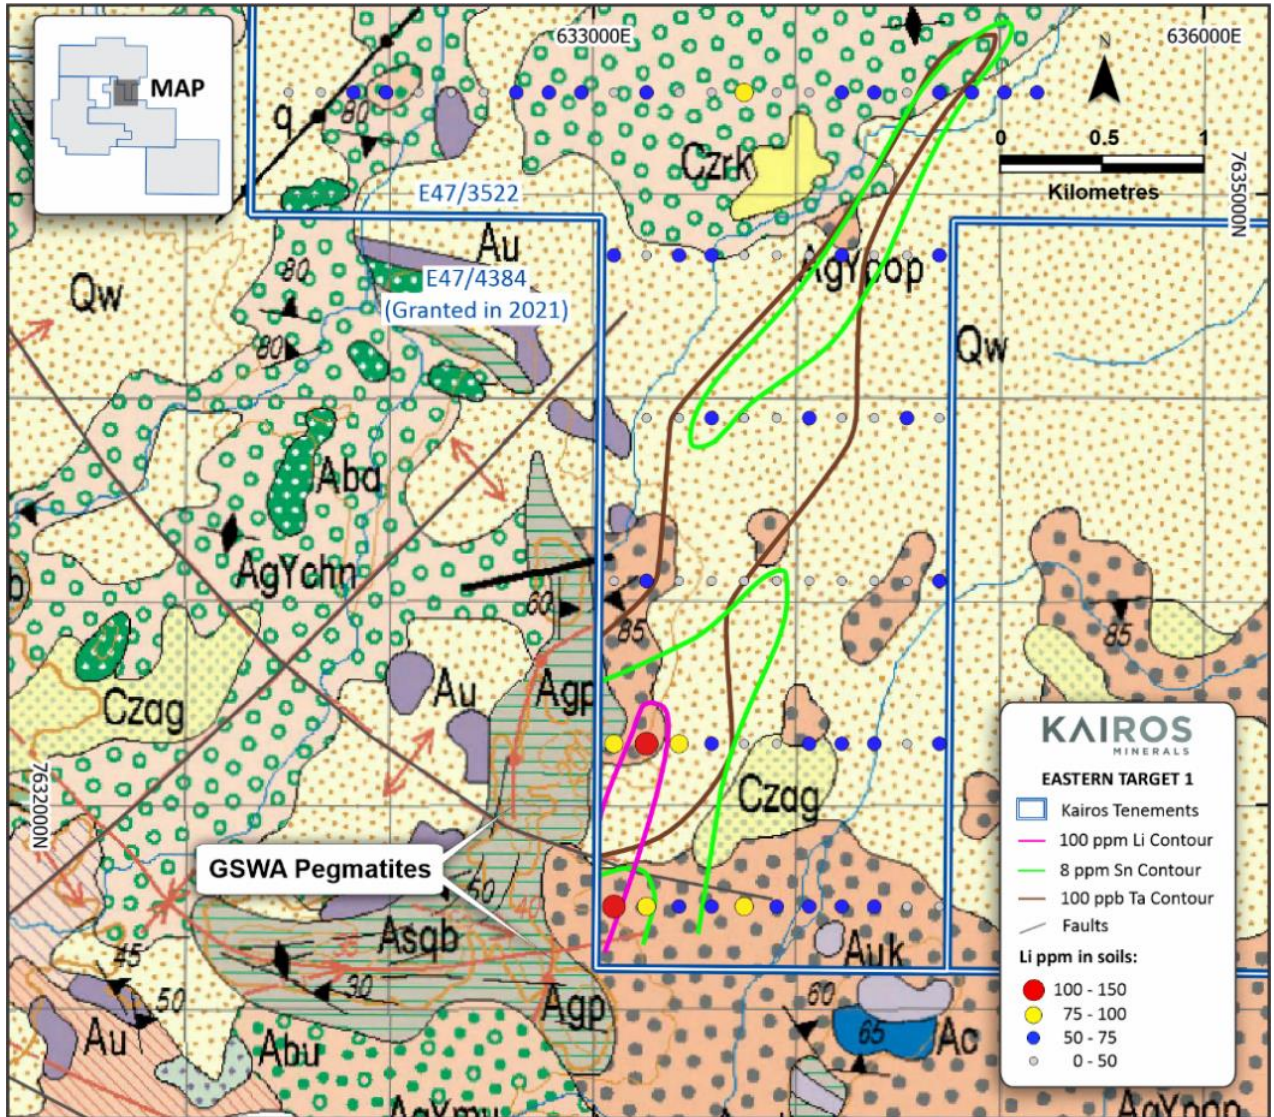 633000E
636000E
MAP
N
q
80
Czrk
0
0.5
1
Kilometres
7635000N
E47/3522
Au
80
E47/4384
(Granted in 2021)
AgYpop
Qw
80
Qw
Aba
AgYchn
b
60
85
85
Czag
Au
Agp
Czag
7632000N
GSWA Pegmatites
50
40
Asqb
35
Auk
45
30
50
Agp
60
65
Ac
Au
Abu
AgYmu
AgYpop
KAIROS
MINERALS
EASTERN TARGET 1
Kairos Tenements
100 ppm Li Contour
8 ppm Sn Contour
100 ppb Ta Contour
Faults
Li ppm in soils:
100 - 150
75 - 100
50 - 75
0 - 50